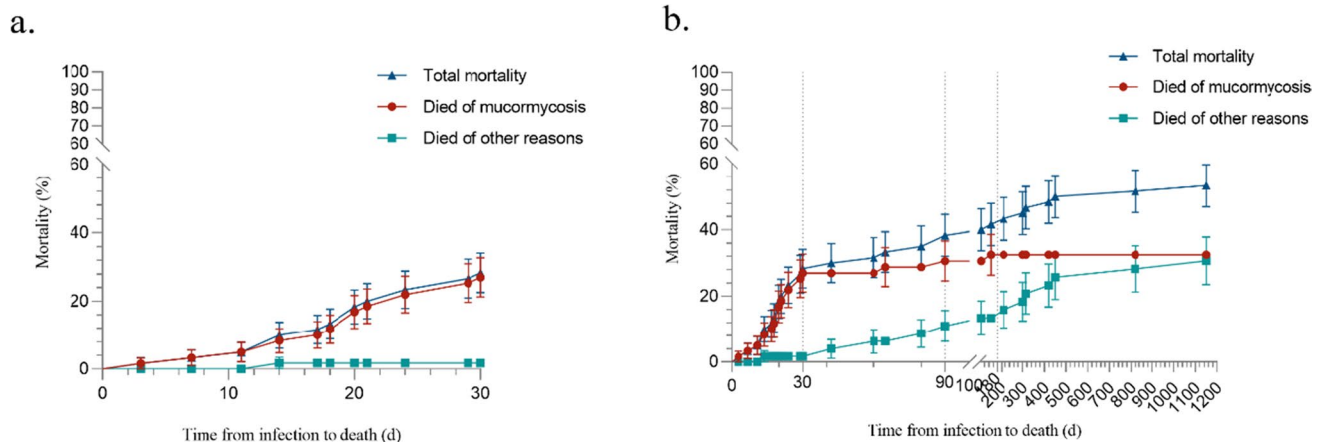 a.
100
90
80
70
60
60
40
20
0
Mortality (%)
0 10 20 30
Time from infection to death (d)
Total mortality
Died of mucormycosis
Died of other reasons
b.
100
90
80
70
60
60
40
20
0
Mortality (%)
0 30 90 100 180 200 300 400 500 600 700 800 900 1000 1100 1200
Time from infection to death (d)
Total mortality
Died of mucormycosis
Died of other reasons